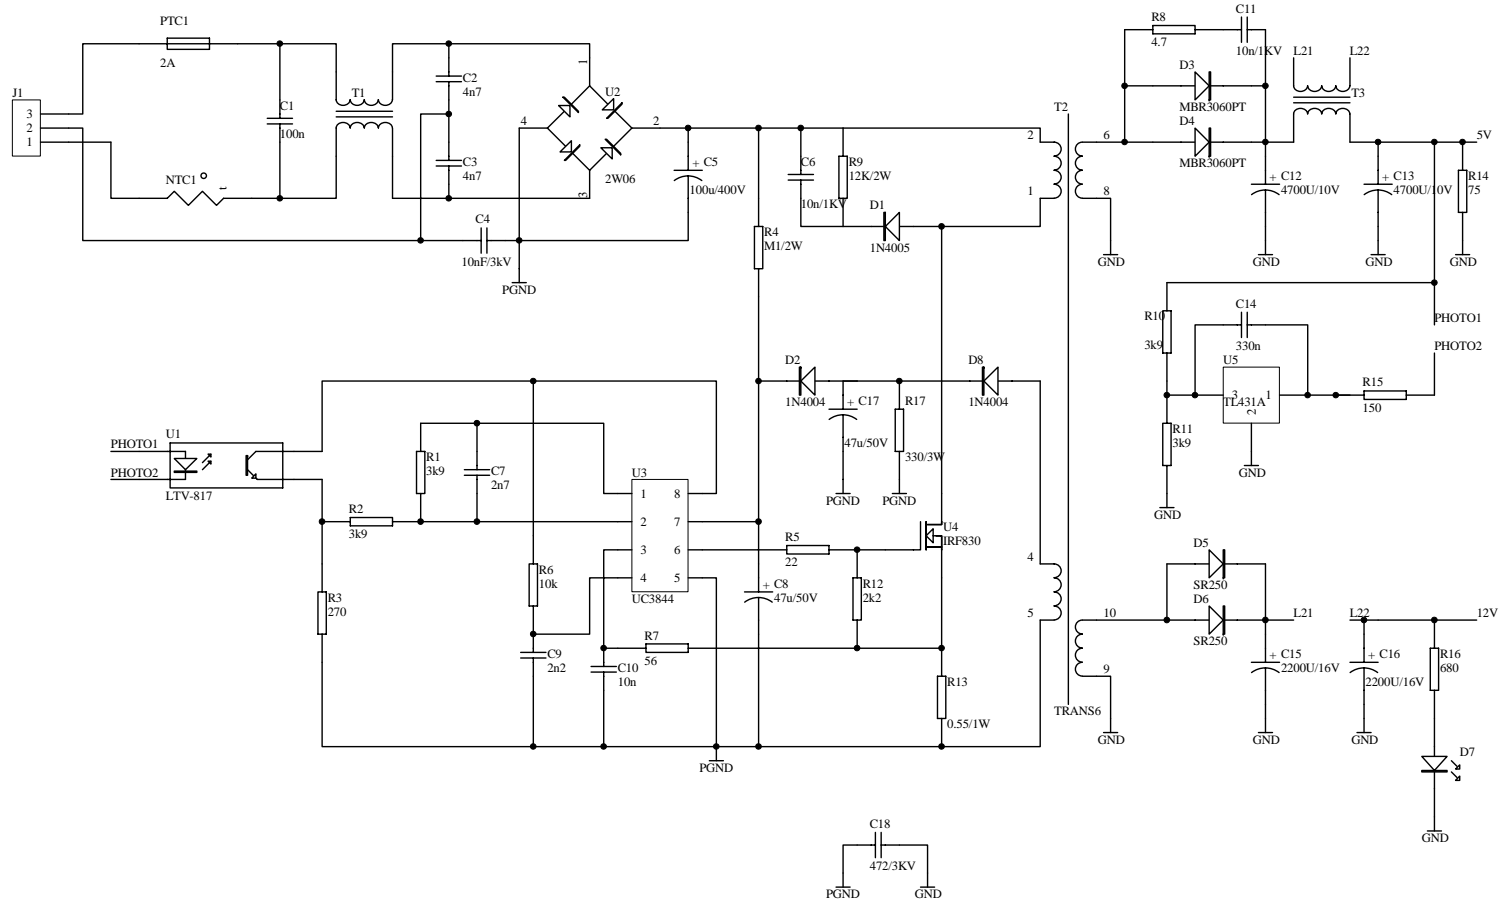 PTC1
2A
J1
3
2
1
C1
100n
NTC1
t
T1
C2
4n7
C3
4n7
C4
10nF/3kV
PGND
1
U2
4
2
3
2W06
C5
100u/400V
C6
10n/1KV
R9
12K/2W
D1
1N4005
R4
M1/2W
T2
2
1
6
8
GND
R8
4.7
C11
10n/1KV
D3
MBR3060PT
D4
MBR3060PT
L21
L22
T3
5V
C12
4700U/10V
GND
C13
4700U/10V
GND
R14
75
GND
PHOTO1
PHOTO2
R10
3k9
C14
330n
U5
3
TL431A
1
2
GND
R15
150
R11
3k9
GND
D2
1N4004
C17
47u/50V
PGND
R17
330/3W
PGND
D8
1N4004
PHOTO1
PHOTO2
U1
LTV-817
R1
3k9
C7
2n7
R2
3k9
R3
270
U3
1
8
2
7
3
6
4
5
UC3844
R6
10k
C9
2n2
C10
10n
R7
56
R5
22
R12
2k2
C8
47u/50V
U4
IRF830
R13
0.55/1W
PGND
4
5
10
9
TRANS6
GND
D5
SR250
D6
SR250
L21
L22
12V
C15
2200U/16V
GND
C16
2200U/16V
GND
R16
680
D7
GND
C18
472/3KV
PGND
GND